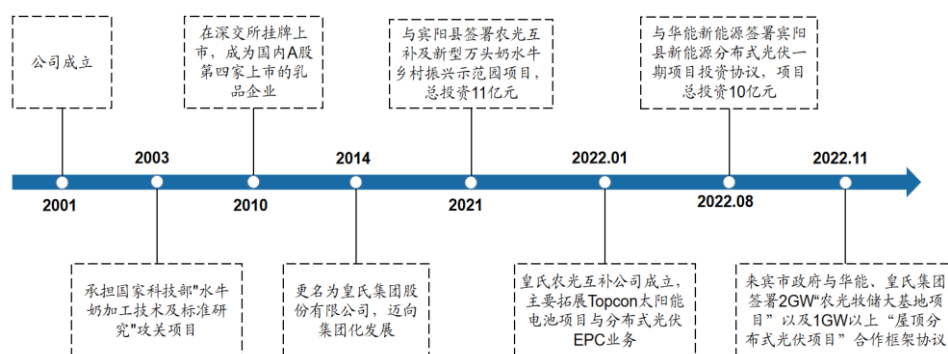 公司成立
在深交所挂牌上
市，成为国内A股
第四家上市的乳
品企业
与宾阳县签署农光互
补及新型万头奶水牛
乡村振兴示范园项目，
总投资11亿元
与华能新能源签署宾阳
县新能源分布式光伏一
期项目投资协议，项目
总投资10亿元
2003
2014
2022.01
2022.11
2001
2010
2021
2022.08
承担国家科技部"水牛
奶加工技术及标准研
究"攻关项目
更名为皇氏集团股
份有限公司，迈向
集团化发展
皇氏农光互补公司成立，
主要拓展Topcon太阳能
电池项目与分布式光伏
EPC业务
来宾市政府与华能、皇氏集团
签署2GW“农光牧储大基地项
目”以及1GW以上“屋顶分
布式光伏项目”合作框架协议